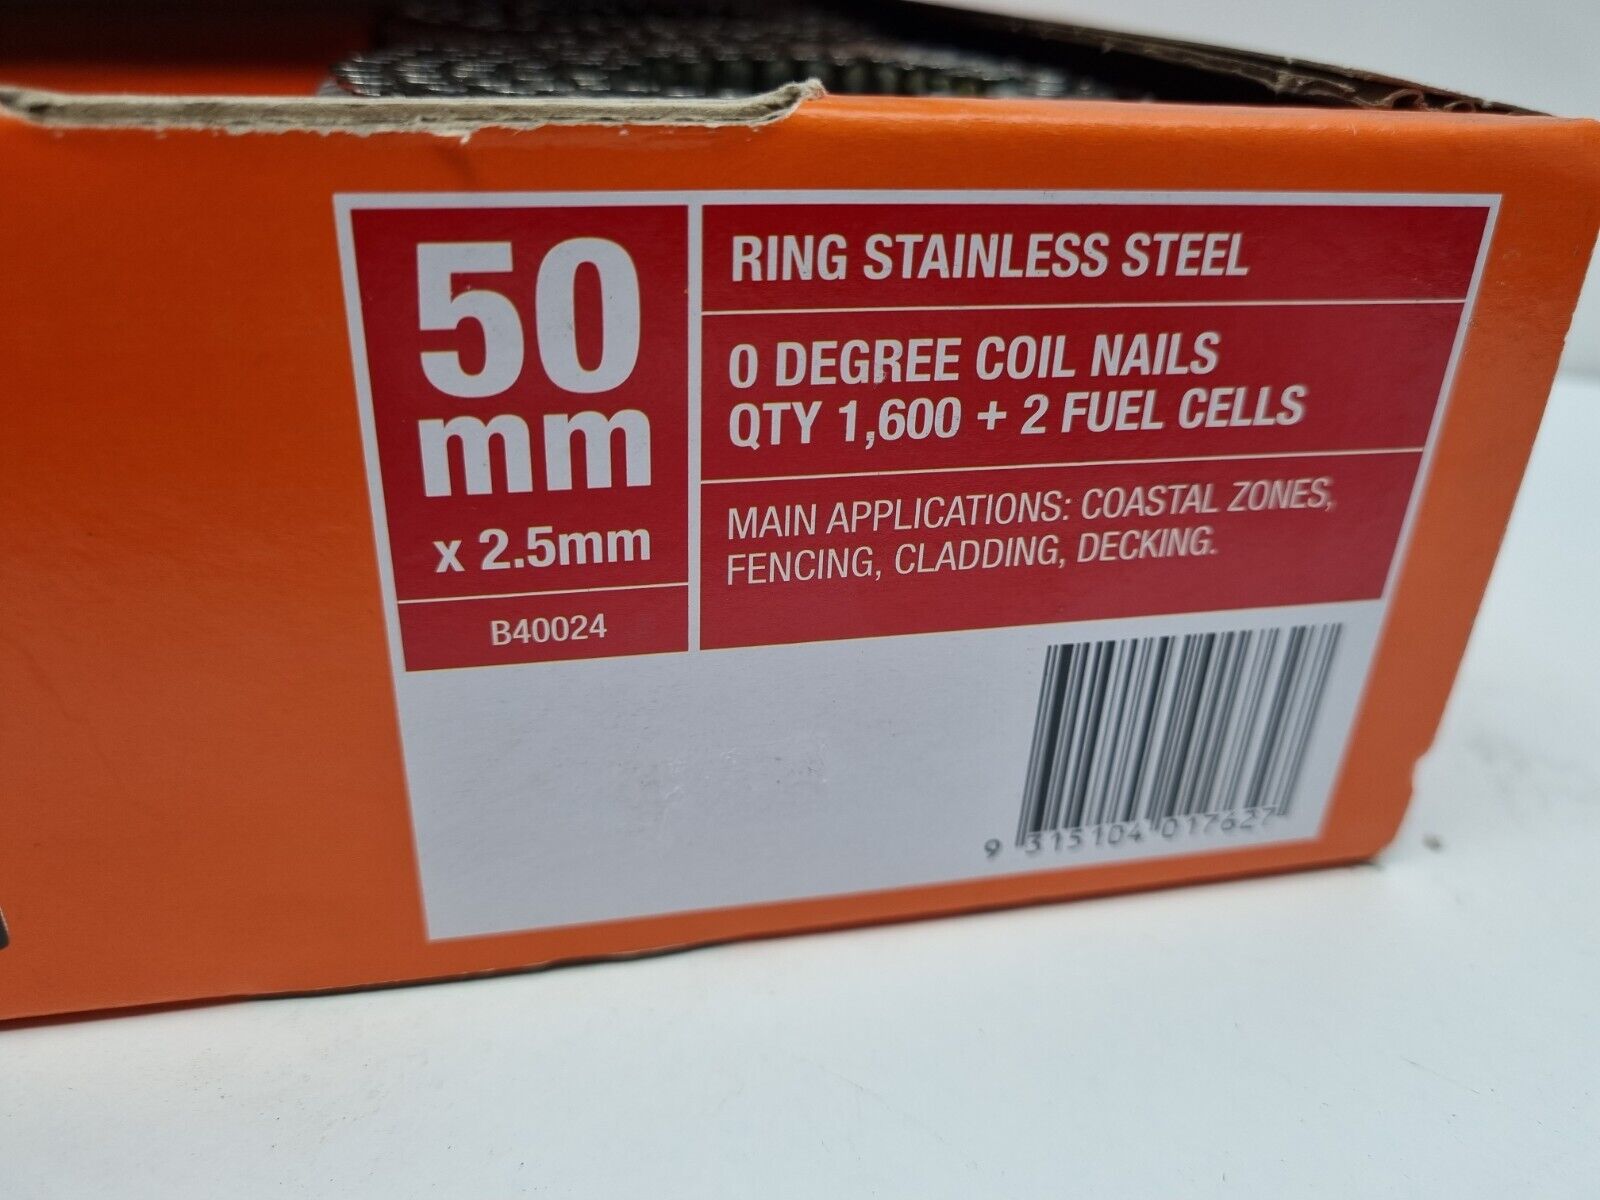 50
mm
x 2.5mm
B40024
RING STAINLESS STEEL
0 DEGREE COIL NAILS
QTY 1,600 + 2 FUEL CELLS
MAIN APPLICATIONS: COASTAL ZONES,
FENCING, CLADDING, DECKING.
9 315104 017627